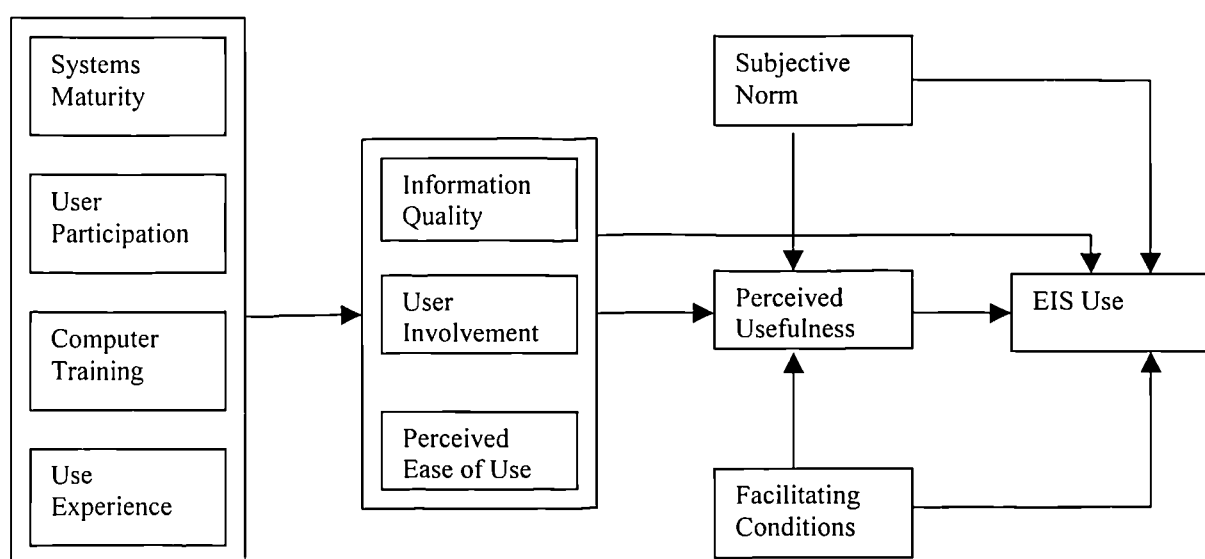 Systems
Maturity
User
Participation
Computer
Training
Use
Experience
Information
Quality
User
Involvement
Perceived
Ease of Use
Subjective
Norm
Perceived
Usefulness
Facilitating
Conditions
EIS Use